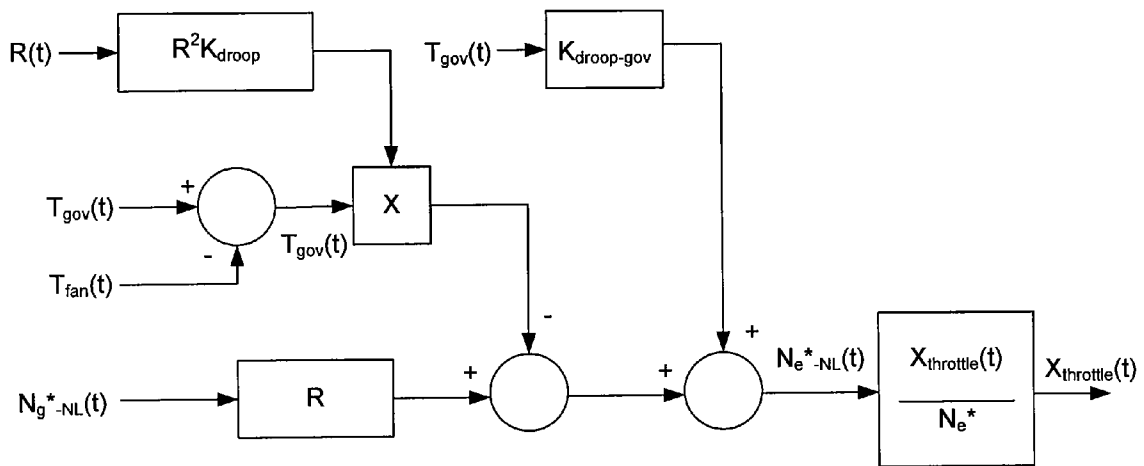 R(t)
R²K_droop
T_gov(t)
K_droop-gov
T_gov(t)
+
-
T_fan(t)
T_gov(t)
X
-
N_g*-NL(t)
R
+
+
+
N_e*-NL(t)
X_throttle(t)
N_e*
X_throttle(t)